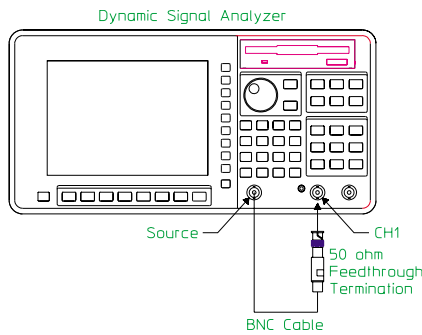 Dynamic Signal Analyzer
Source
CH1
50 ohm
Feedthrough
Termination
BNC Cable